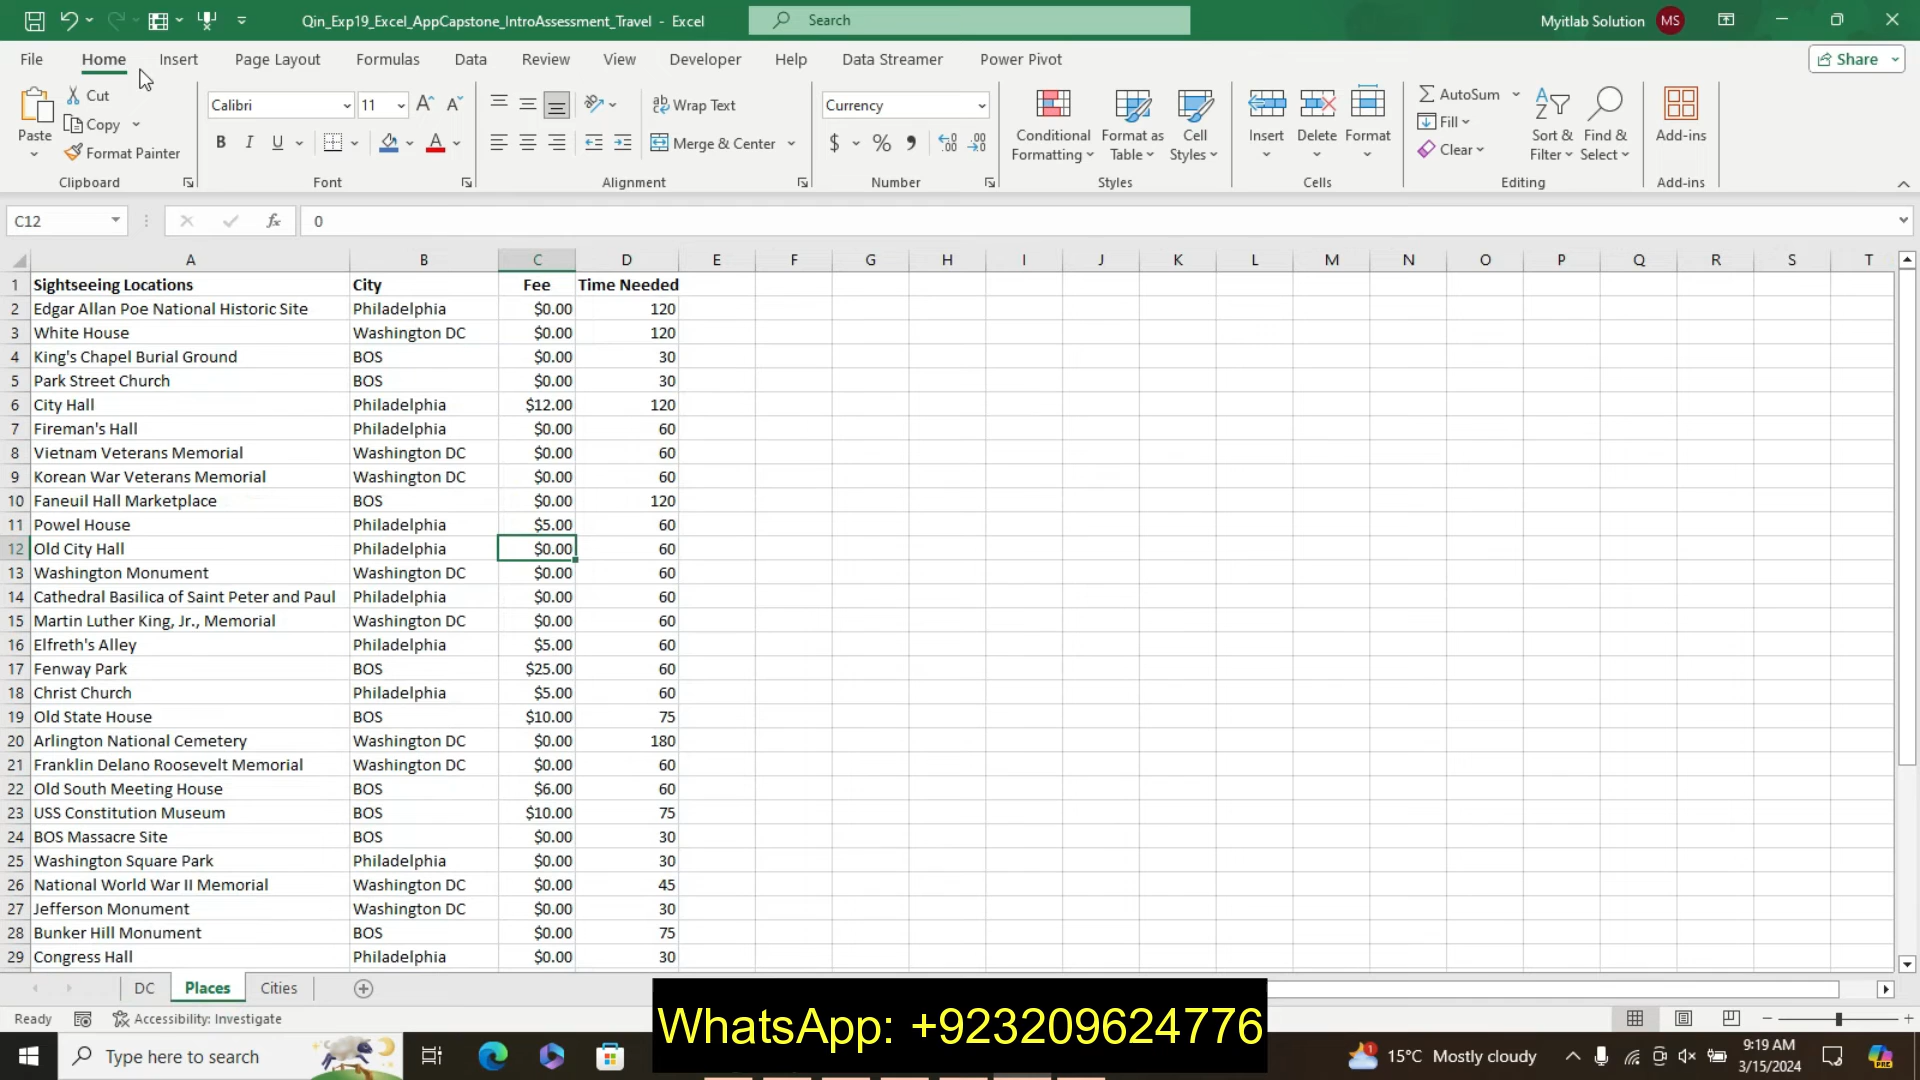 Qin_Exp19_Excel_AppCapstone_IntroAssessment_Travel - Excel
Search
Myitlab Solution MS
File Home Insert Page Layout Formulas Data Review View Developer Help Data Streamer Power Pivot Share
Paste Cut Copy Format Painter Clipboard
Calibri 11 B I U A Font
Wrap Text Merge & Center Alignment
Currency $ % Number
Conditional Formatting Format as Table Cell Styles Styles
Insert Delete Format Cells
AutoSum Fill Clear Sort & Filter Find & Select Editing
Add-ins Add-ins
C12 fx 0
A B C D E F G H I J K L M N O P Q R S T
1 Sightseeing Locations City Fee Time Needed
2 Edgar Allan Poe National Historic Site Philadelphia $0.00 120
3 White House Washington DC $0.00 120
4 King's Chapel Burial Ground BOS $0.00 30
5 Park Street Church BOS $0.00 30
6 City Hall Philadelphia $12.00 120
7 Fireman's Hall Philadelphia $0.00 60
8 Vietnam Veterans Memorial Washington DC $0.00 60
9 Korean War Veterans Memorial Washington DC $0.00 60
10 Faneuil Hall Marketplace BOS $0.00 120
11 Powel House Philadelphia $5.00 60
12 Old City Hall Philadelphia $0.00 60
13 Washington Monument Washington DC $0.00 60
14 Cathedral Basilica of Saint Peter and Paul Philadelphia $0.00 60
15 Martin Luther King, Jr., Memorial Washington DC $0.00 60
16 Elfreth's Alley Philadelphia $5.00 60
17 Fenway Park BOS $25.00 60
18 Christ Church Philadelphia $5.00 60
19 Old State House BOS $10.00 75
20 Arlington National Cemetery Washington DC $0.00 180
21 Franklin Delano Roosevelt Memorial Washington DC $0.00 60
22 Old South Meeting House BOS $6.00 60
23 USS Constitution Museum BOS $10.00 75
24 BOS Massacre Site BOS $0.00 30
25 Washington Square Park Philadelphia $0.00 30
26 National World War II Memorial Washington DC $0.00 45
27 Jefferson Monument Washington DC $0.00 30
28 Bunker Hill Monument BOS $0.00 75
29 Congress Hall Philadelphia $0.00 30
DC Places Cities
Ready Accessibility: Investigate
WhatsApp: +923209624776
Type here to search
15°C Mostly cloudy
9:19 AM
3/15/2024